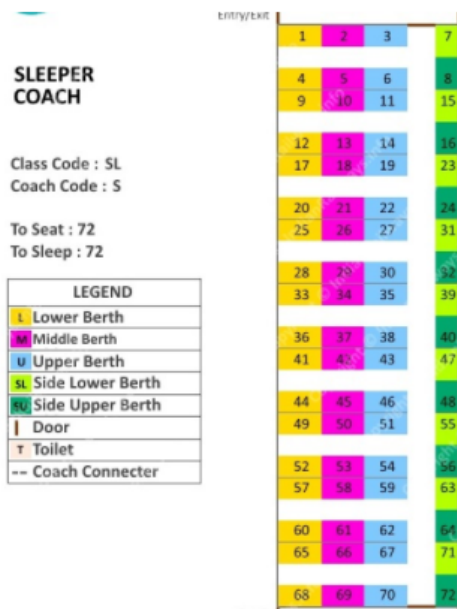 Entry/Exit
SLEEPER
COACH
Class Code : SL
Coach Code : S
To Seat : 72
To Sleep : 72
LEGEND
L Lower Berth
M Middle Berth
U Upper Berth
SL Side Lower Berth
SU Side Upper Berth
Door
T Toilet
-- Coach Connecter
1 2 3 7
4 5 6 8
9 10 11 15
12 13 14 16
17 18 19 23
20 21 22 24
25 26 27 31
28 29 30 32
33 34 35 39
36 37 38 40
41 42 43 47
44 45 46 48
49 50 51 55
52 53 54 56
57 58 59 63
60 61 62 64
65 66 67 71
68 69 70 72